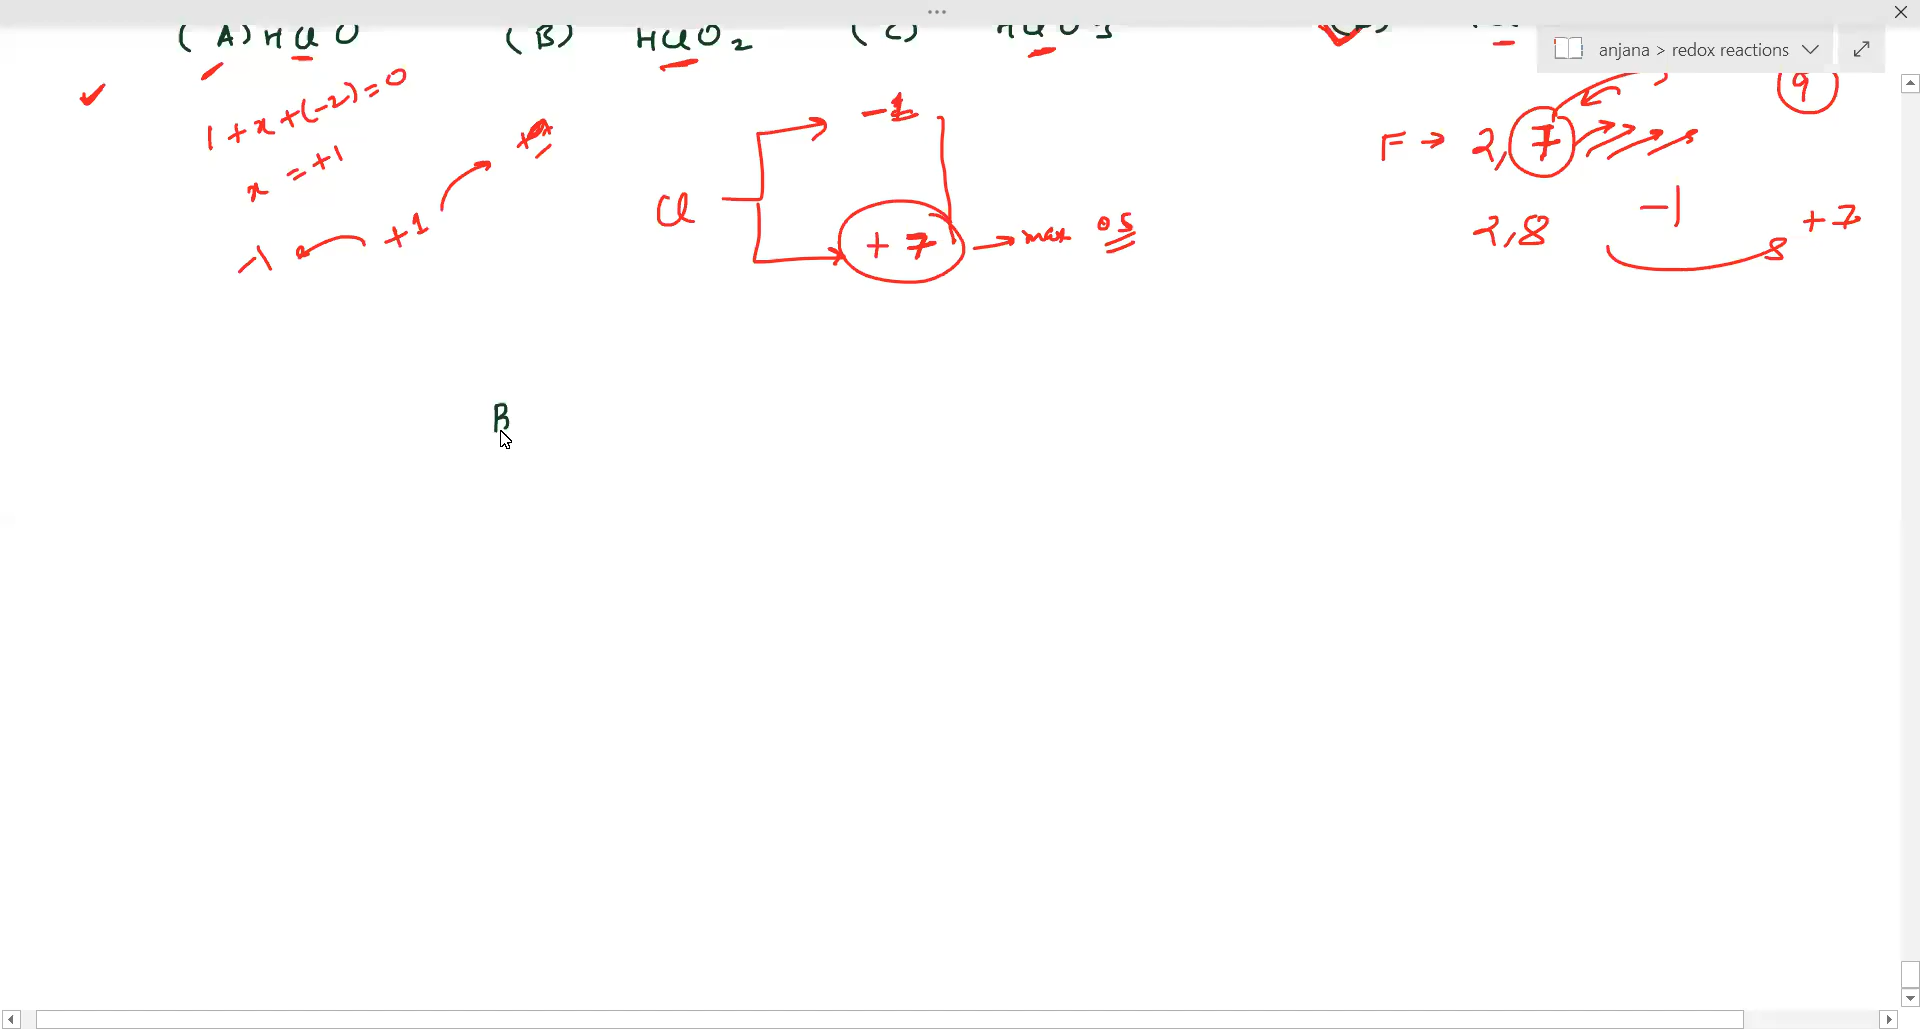 (A) HClO (B) HClO2 (C) HClO3
anjana > redox reactions
1 + x + (-2) = 0
x = +1
-1 +1
Cl
-1
+7 → max OS
9
F → 2, 7
2,8 -1 +7
8
B